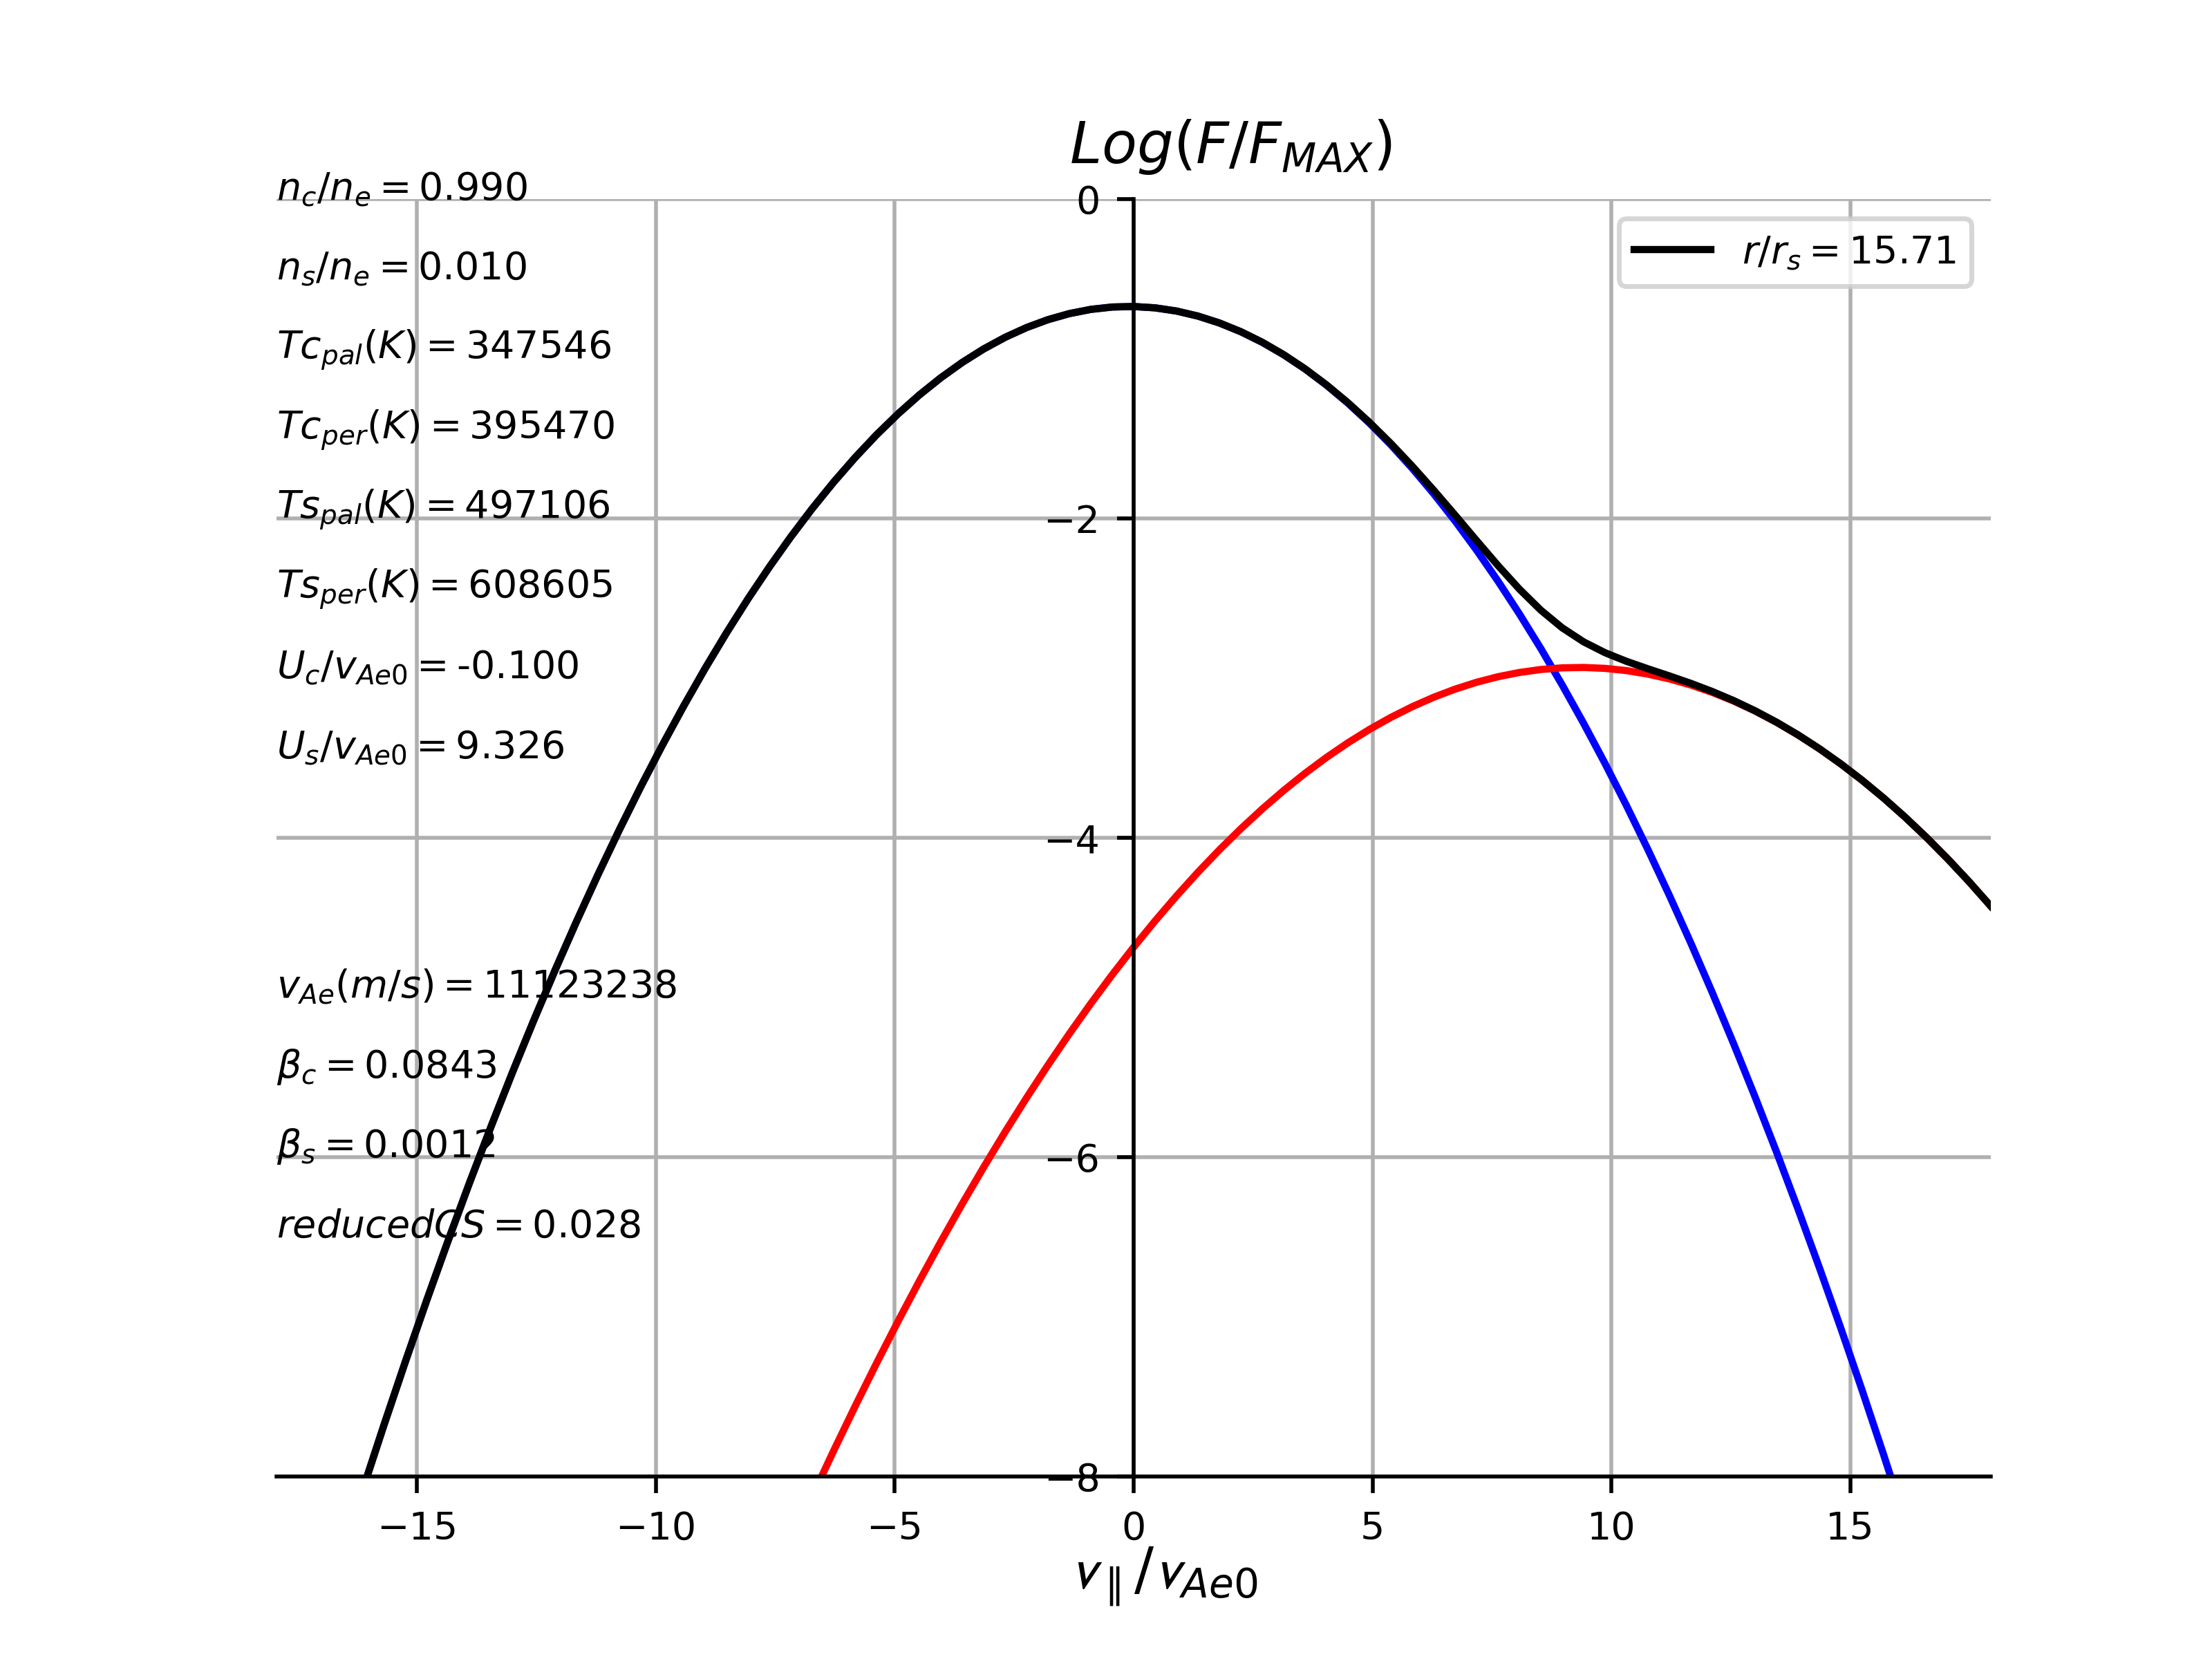 Log(F/F_MAX)
n_c/n_e = 0.990
n_s/n_e = 0.010
Tc_pal(K) = 347546
Tc_per(K) = 395470
Ts_pal(K) = 497106
Ts_per(K) = 608605
U_c/v_Ae0 = -0.100
U_s/v_Ae0 = 9.326
v_Ae(m/s) = 11123238
β_c = 0.0843
β_s = 0.0012
reducedCS = 0.028
r/r_s = 15.71
0
−2
−4
−6
−8
−15 −10 −5 0 5 10 15
v_∥/v_Ae0